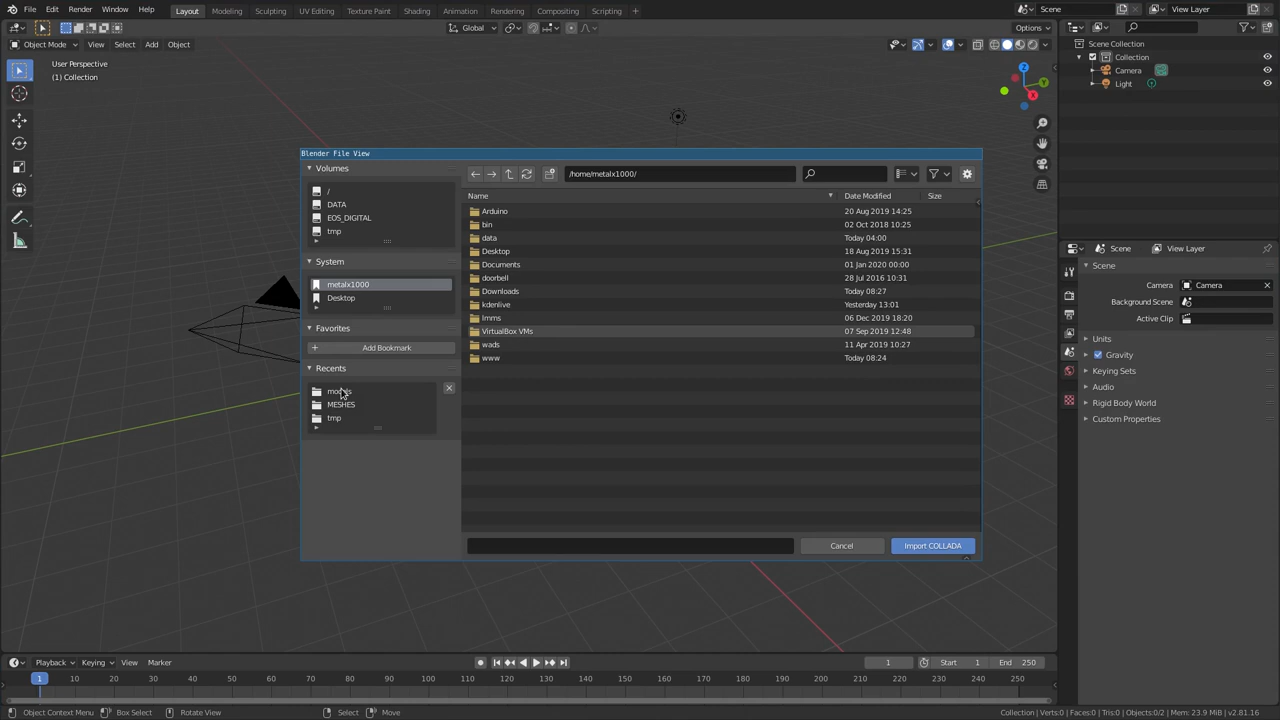 File Edit Render Window Help Layout Modeling Sculpting UV Editing Texture Paint Shading Animation Rendering Compositing Scripting + Scene View Layer
Object Mode View Select Add Object Global Options
User Perspective
(1) Collection
Scene Collection
Collection
Camera
Light
Z
Y
X
Blender File View
Volumes
/
DATA
EOS_DIGITAL
tmp
System
metalx1000
Desktop
Favorites
Add Bookmark
Recents
models
MESHES
tmp
/home/metalx1000/
Name Date Modified Size
Arduino 20 Aug 2019 14:25
bin 02 Oct 2018 10:25
data Today 04:00
Desktop 18 Aug 2019 15:31
Documents 01 Jan 2020 00:00
doorbell 28 Jul 2016 10:31
Downloads Today 08:27
kdenlive Yesterday 13:01
lmms 06 Dec 2019 18:20
VirtualBox VMs 07 Sep 2019 12:48
wads 11 Apr 2019 10:27
www Today 08:24
Cancel Import COLLADA
Scene View Layer
Scene
Camera Camera
Background Scene
Active Clip
Units
Gravity
Keying Sets
Audio
Rigid Body World
Custom Properties
Playback Keying View Marker 1 Start 1 End 250
1 10 20 30 40 50 60 70 80 90 100 110 120 130 140 150 160 170 180 190 200 210 220 230 240 250
Object Context Menu Box Select Rotate View Select Move Collection | Verts:0 | Faces:0 | Tris:0 | Objects:0/2 | Mem: 23.9 MiB | v2.81.16